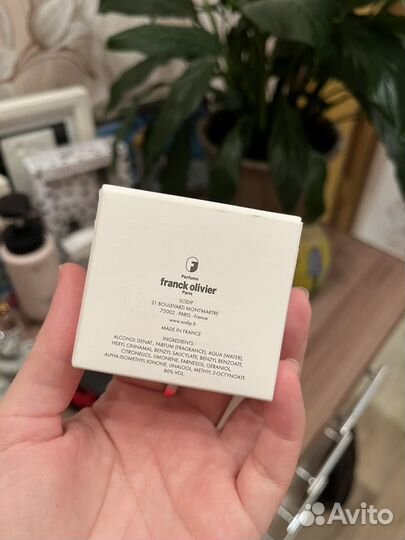 F
Parfums
franck olivier
Paris
SODIP
21 BOULEVARD MONTMARTRE
75002 - PARIS - France
www.sodip.fr
MADE IN FRANCE
INGREDIENTS :
ALCOHOL DENAT., PARFUM (FRAGRANCE), AQUA (WATER),
HEXYL CINNAMAL, BENZYL SALICYLATE, BENZYL BENZOATE,
CITRONELLOL, LIMONENE, FARNESOL, GERANIOL
ALPHA-ISOMETHYL IONONE, LINALOOL, METHYL 2-OCTYNOATE
80% VOL.
Avito